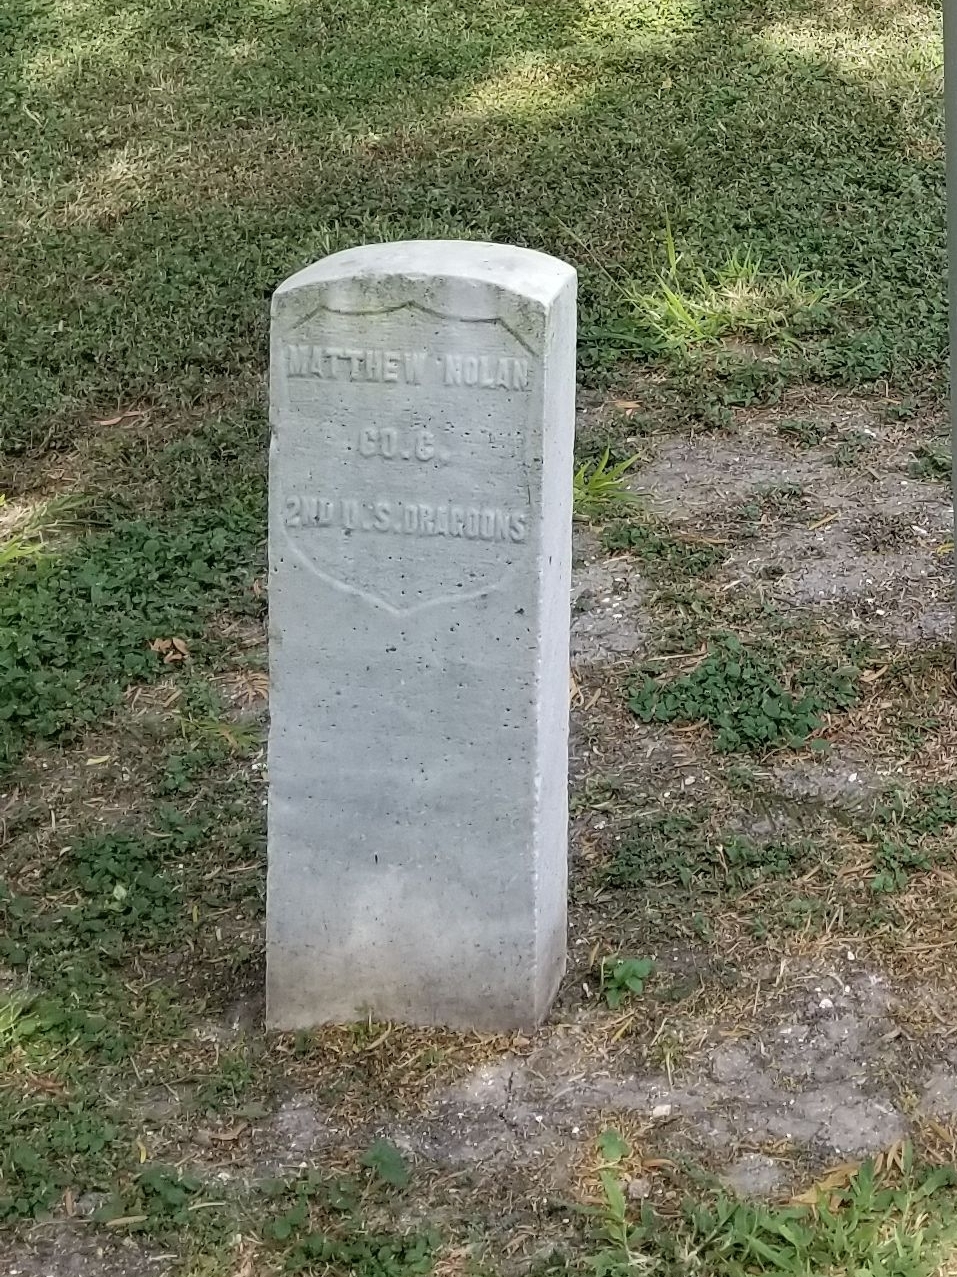 MATTHEW NOLAN
CO. G.
2ND U.S. DRAGOONS